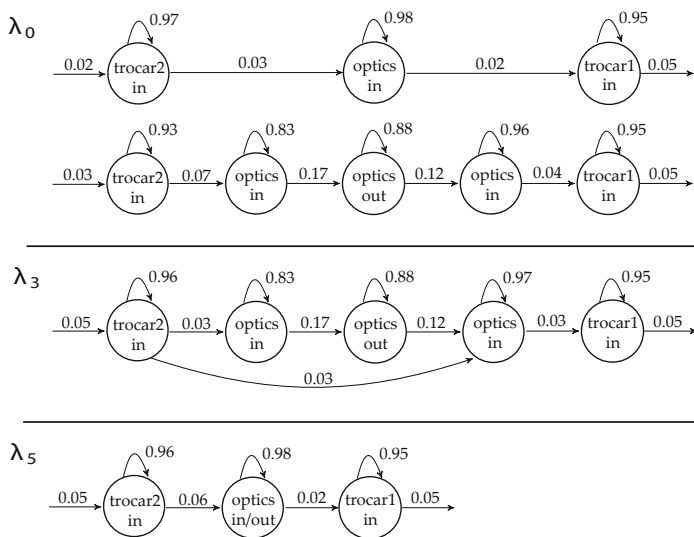 λ0
0.97 0.98 0.95
0.02 trocar2 in 0.03 optics in 0.02 trocar1 in 0.05
0.93 0.83 0.88 0.96 0.95
0.03 trocar2 in 0.07 optics in 0.17 optics out 0.12 optics in 0.04 trocar1 in 0.05
λ3
0.96 0.83 0.88 0.97 0.95
0.05 trocar2 in 0.03 optics in 0.17 optics out 0.12 optics in 0.03 trocar1 in 0.05
0.03
λ5
0.96 0.98 0.95
0.05 trocar2 in 0.06 optics in/out 0.02 trocar1 in 0.05